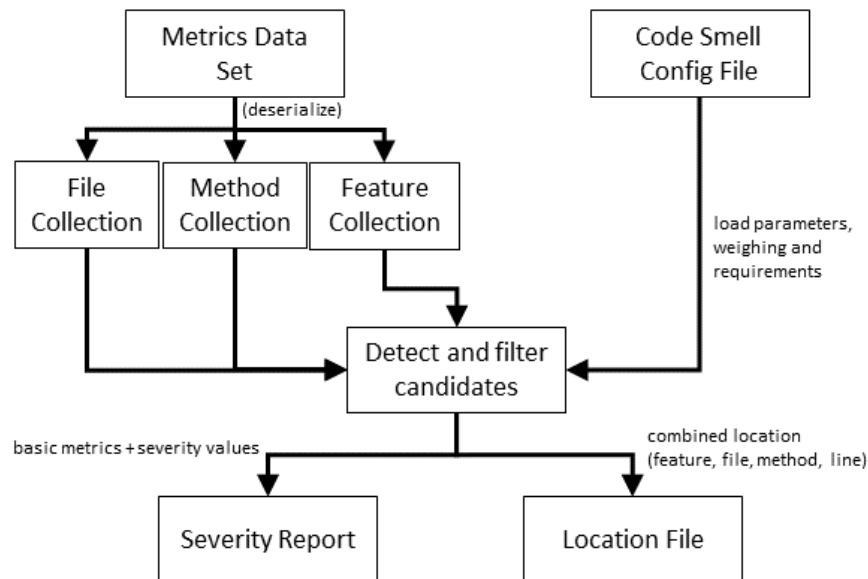 Metrics Data
Set
Code Smell
Config File
(deserialize)
File
Collection
Method
Collection
Feature
Collection
load parameters,
weighing and
requirements
Detect and filter
candidates
basic metrics + severity values
combined location
(feature, file, method, line)
Severity Report
Location File